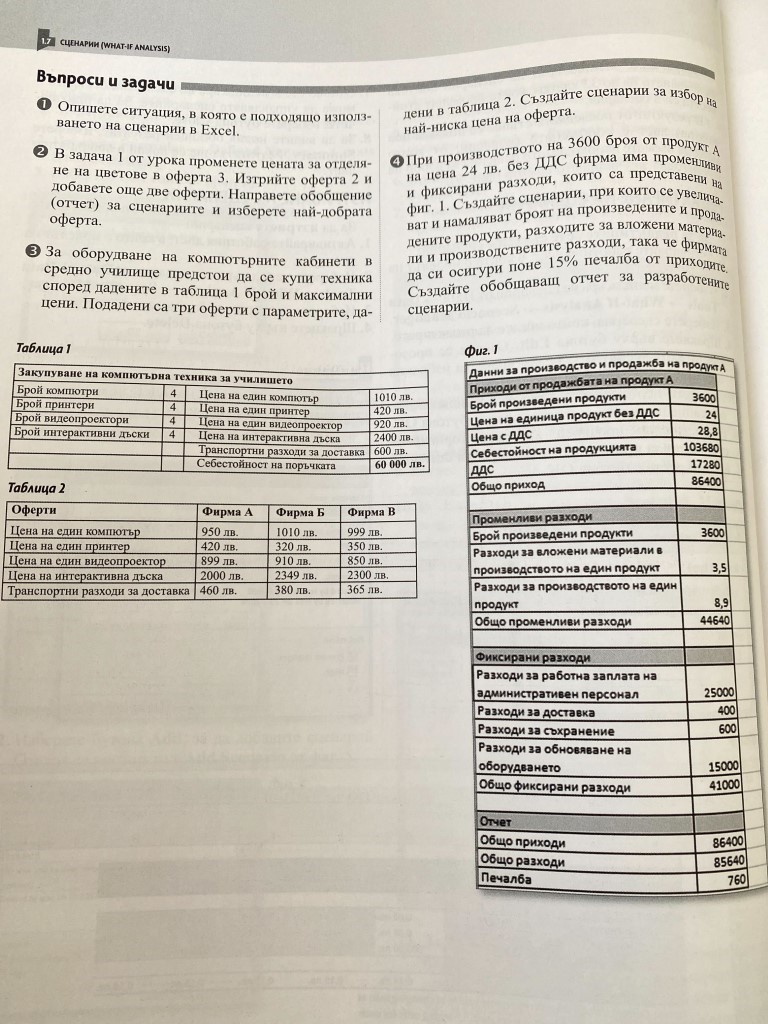 1.7 СЦЕНАРИИ (WHAT-IF ANALYSIS)
Въпроси и задачи
1 Опишете ситуация, в която е подходящо използ-
ването на сценарии в Excel.
2 В задача 1 от урока променете цената за отделя-
не на цветове в оферта 3. Изтрийте оферта 2 и
добавете още две оферти. Направете обобщение
(отчет) за сценариите и изберете най-добрата
оферта.
3 За оборудване на компютърните кабинети в
средно училище предстои да се купи техника
според дадените в таблица 1 брой и максимални
цени. Подадени са три оферти с параметрите, да-
дени в таблица 2. Създайте сценарии за избор на
най-ниска цена на оферта.
4 При производството на 3600 броя от продукт А
на цена 24 лв. без ДДС фирма има променливи
и фиксирани разходи, които са представени на
фиг. 1. Създайте сценарии, при които се увелича-
ват и намаляват броят на произведените и прода-
дените продукти, разходите за вложени материа-
ли и производствените разходи, така че фирмата
да си осигури поне 15% печалба от приходите.
Създайте обобщаващ отчет за разработените
сценарии.
Таблица 1
Закупуване на компютърна техника за училището
Брой компютри 4 Цена на един компютър 1010 лв.
Брой принтери 4 Цена на един принтер 420 лв.
Брой видеопроектори 4 Цена на един видеопроектор 920 лв.
Брой интерактивни дъски 4 Цена на интерактивна дъска 2400 лв.
Транспортни разходи за доставка 600 лв.
Себестойност на поръчката 60 000 лв.
Таблица 2
Оферти Фирма А Фирма Б Фирма В
Цена на един компютър 950 лв. 1010 лв. 999 лв.
Цена на един принтер 420 лв. 320 лв. 350 лв.
Цена на един видеопроектор 899 лв. 910 лв. 850 лв.
Цена на интерактивна дъска 2000 лв. 2349 лв. 2300 лв.
Транспортни разходи за доставка 460 лв. 380 лв. 365 лв.
Фиг. 1
Данни за производство и продажба на продукт А
Приходи от продажбата на продукт А
Брой произведени продукти 3600
Цена на единица продукт без ДДС 24
Цена с ДДС 28,8
Себестойност на продукцията 103680
ДДС 17280
Общо приход 86400
Променливи разходи
Брой произведени продукти 3600
Разходи за вложени материали в
производството на един продукт 3,5
Разходи за производството на един
продукт 8,9
Общо променливи разходи 44640
Фиксирани разходи
Разходи за работна заплата на
административен персонал 25000
Разходи за доставка 400
Разходи за съхранение 600
Разходи за обновяване на
оборудването 15000
Общо фиксирани разходи 41000
Отчет
Общо приходи 86400
Общо разходи 85640
Печалба 760